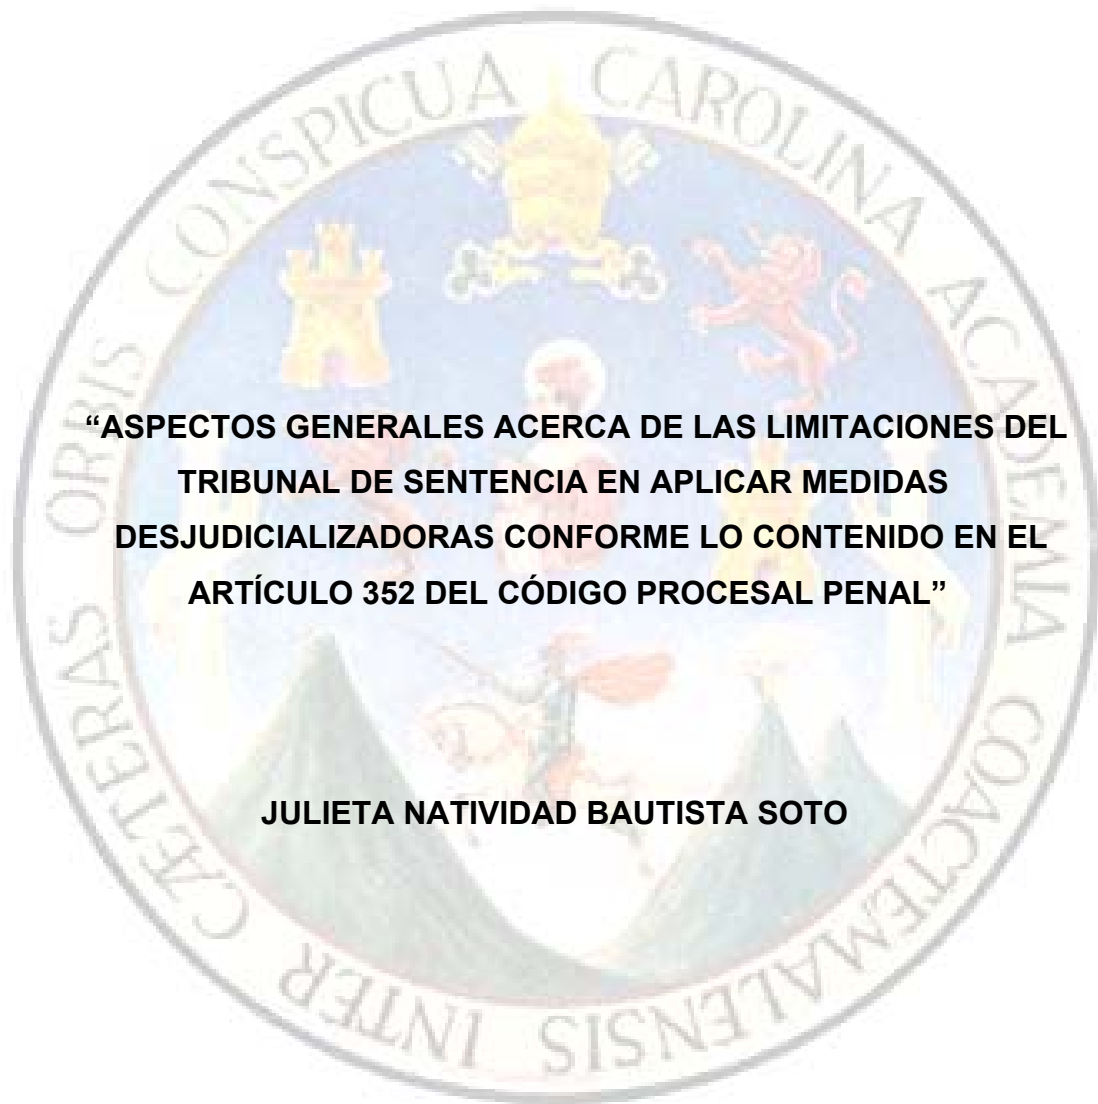 “ASPECTOS GENERALES ACERCA DE LAS LIMITACIONES DEL
TRIBUNAL DE SENTENCIA EN APLICAR MEDIDAS
DESJUDICIALIZADORAS CONFORME LO CONTENIDO EN EL
ARTÍCULO 352 DEL CÓDIGO PROCESAL PENAL”
JULIETA NATIVIDAD BAUTISTA SOTO
CÆTERAS ORBIS CONSPICUA CAROLINA ACADEMIA COACTEMALENSIS INTER